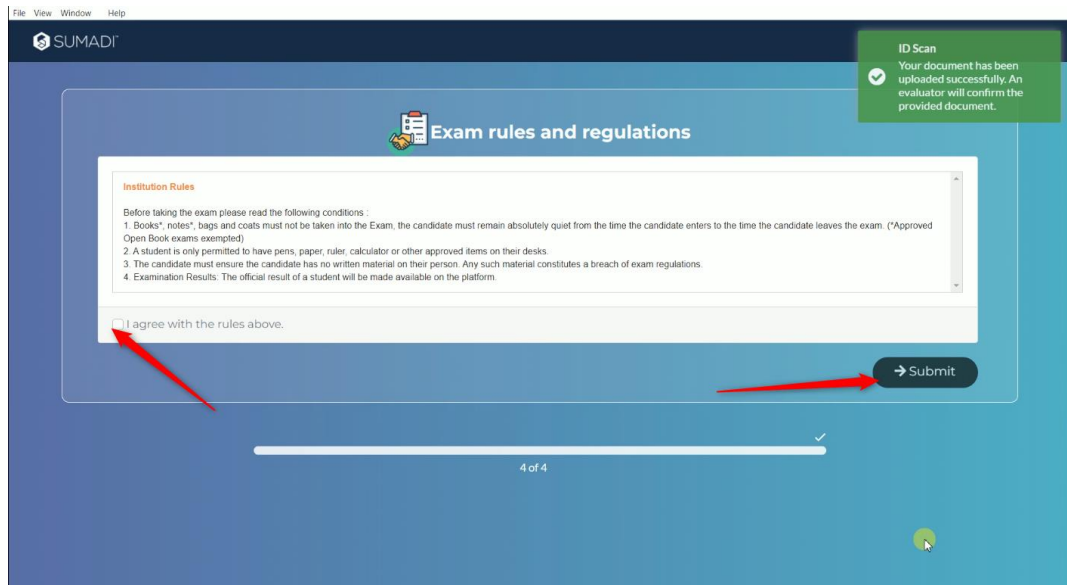 File View Window Help
SUMADI
ID Scan
Your document has been
uploaded successfully. An
evaluator will confirm the
provided document.
Exam rules and regulations
Institution Rules
Before taking the exam please read the following conditions :
1. Books*, notes*, bags and coats must not be taken into the Exam, the candidate must remain absolutely quiet from the time the candidate enters to the time the candidate leaves the exam. (*Approved
Open Book exams exempted)
2. A student is only permitted to have pens, paper, ruler, calculator or other approved items on their desks.
3. The candidate must ensure the candidate has no written material on their person. Any such material constitutes a breach of exam regulations.
4. Examination Results: The official result of a student will be made available on the platform.
I agree with the rules above.
Submit
4 of 4